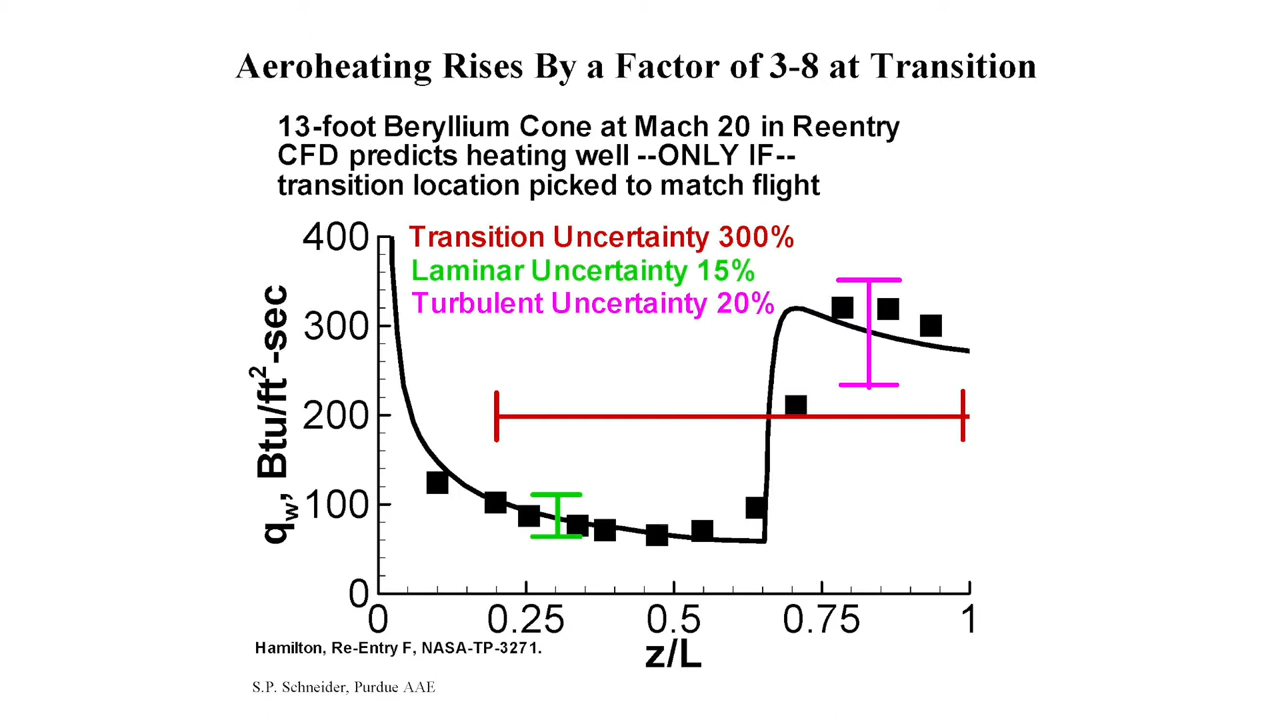 Aeroheating Rises By a Factor of 3-8 at Transition
13-foot Beryllium Cone at Mach 20 in Reentry
CFD predicts heating well --ONLY IF--
transition location picked to match flight
Transition Uncertainty 300%
Laminar Uncertainty 15%
Turbulent Uncertainty 20%
qw, Btu/ft²-sec
400
300
200
100
0
0 0.25 0.5 0.75 1
z/L
Hamilton, Re-Entry F, NASA-TP-3271.
S.P. Schneider, Purdue AAE